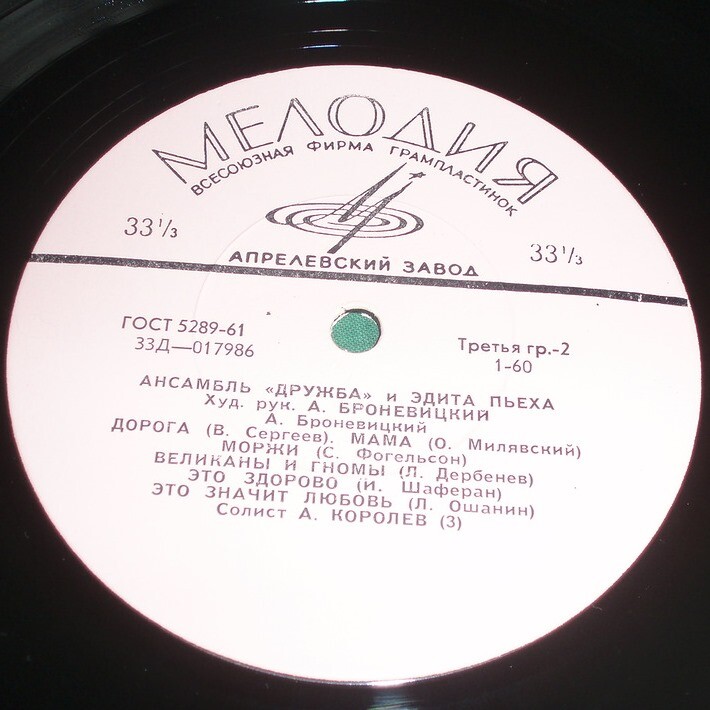 МЕЛОДИЯ
ВСЕСОЮЗНАЯ ФИРМА ГРАМПЛАСТИНОК
33 1/3
33 1/3
АПРЕЛЕВСКИЙ ЗАВОД
ГОСТ 5289-61
33Д—017986
Третья гр.-2
1-60
АНСАМБЛЬ «ДРУЖБА» и ЭДИТА ПЬЕХА
Худ. рук. А. БРОНЕВИЦКИЙ
А. Броневицкий
ДОРОГА (В. Сергеев). МАМА (О. Милявский)
МОРЖИ (С. Фогельсон)
ВЕЛИКАНЫ И ГНОМЫ (Л. Дербенев)
ЭТО ЗДОРОВО (И. Шаферан)
ЭТО ЗНАЧИТ ЛЮБОВЬ (Л. Ошанин)
Солист А. КОРОЛЕВ (3)